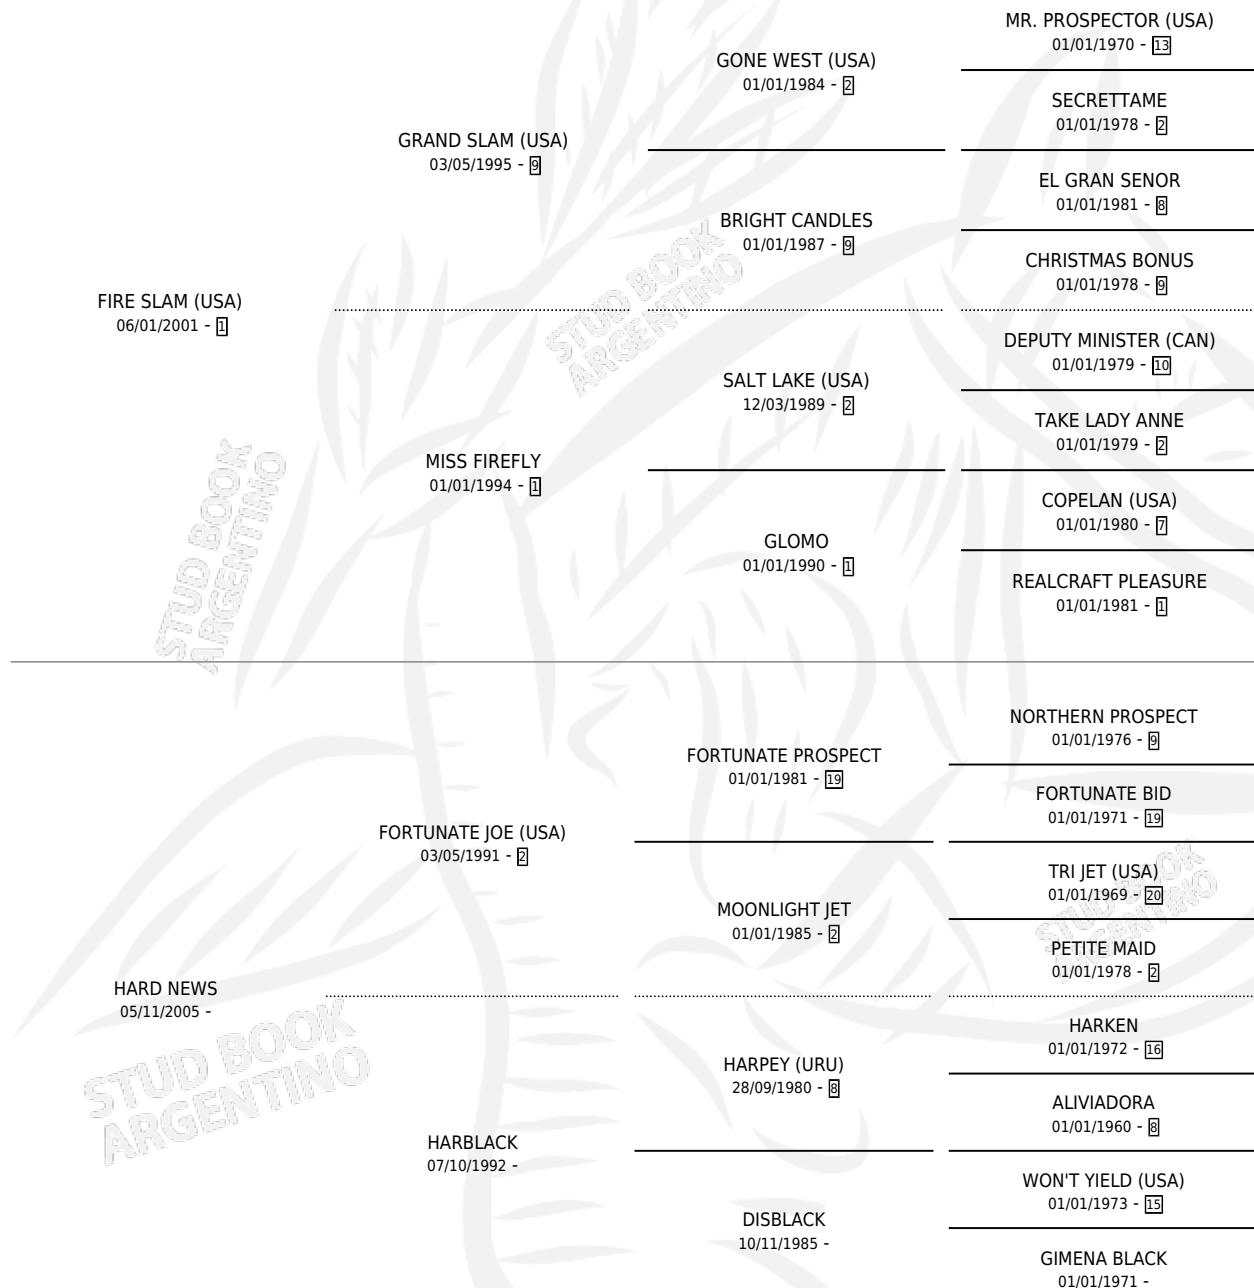 MR. PROSPECTOR (USA)
01/01/1970 - 13
GONE WEST (USA)
01/01/1984 - 2
SECRETTAME
01/01/1978 - 2
GRAND SLAM (USA)
03/05/1995 - 9
EL GRAN SENOR
01/01/1981 - 8
BRIGHT CANDLES
01/01/1987 - 9
CHRISTMAS BONUS
01/01/1978 - 9
FIRE SLAM (USA)
06/01/2001 - 1
STUD BOOK
ARGENTINO
DEPUTY MINISTER (CAN)
01/01/1979 - 10
SALT LAKE (USA)
12/03/1989 - 2
TAKE LADY ANNE
01/01/1979 - 2
MISS FIREFLY
01/01/1994 - 1
COPELAN (USA)
01/01/1980 - 7
GLOMO
01/01/1990 - 1
REALCRAFT PLEASURE
01/01/1981 - 1
STUD BOOK
ARGENTINO
NORTHERN PROSPECT
01/01/1976 - 9
FORTUNATE PROSPECT
01/01/1981 - 19
FORTUNATE BID
01/01/1971 - 19
FORTUNATE JOE (USA)
03/05/1991 - 2
TRI JET (USA)
01/01/1969 - 20
MOONLIGHT JET
01/01/1985 - 2
STUD BOOK
ARGENTINO
PETITE MAID
01/01/1978 - 2
HARD NEWS
05/11/2005 -
HARKEN
01/01/1972 - 16
HARPEY (URU)
28/09/1980 - 8
STUD BOOK
ARGENTINO
ALIVIADORA
01/01/1960 - 8
HARBLACK
07/10/1992 -
WON'T YIELD (USA)
01/01/1973 - 15
DISBLACK
10/11/1985 -
GIMENA BLACK
01/01/1971 -